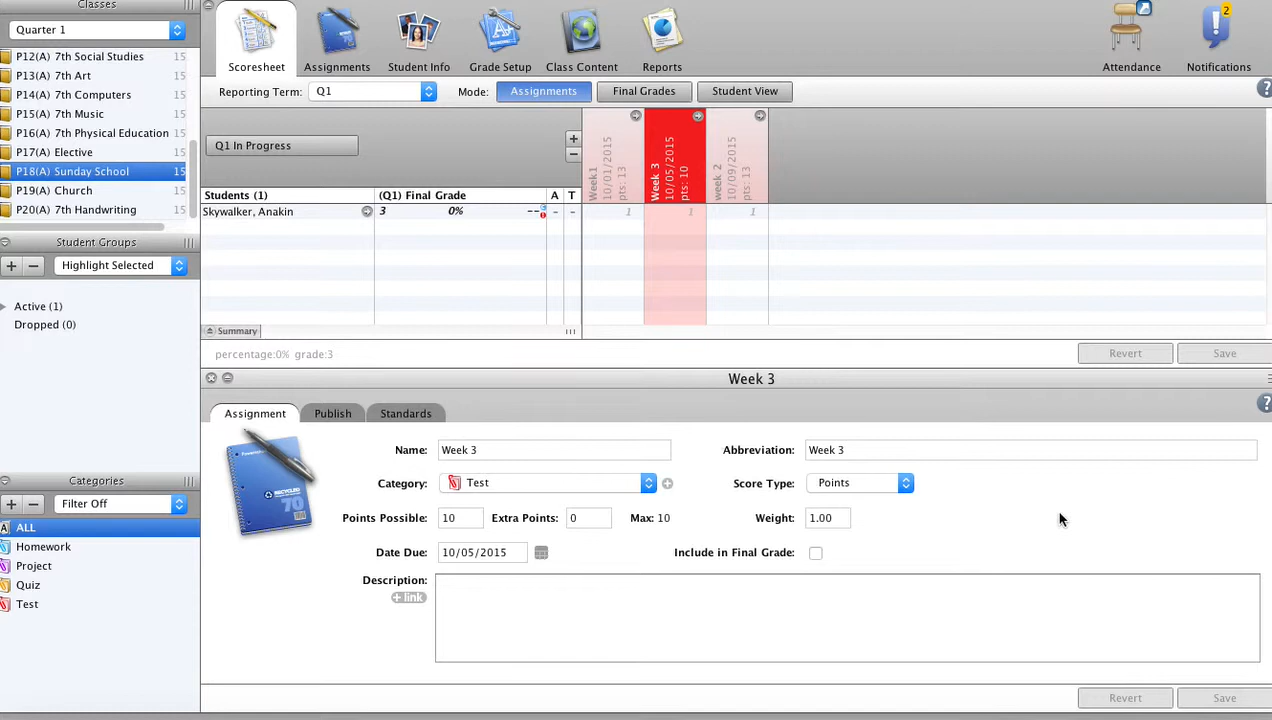 Classes
Quarter 1
P12(A) 7th Social Studies 15
P13(A) 7th Art 15
P14(A) 7th Computers 15
P15(A) 7th Music 15
P16(A) 7th Physical Education 15
P17(A) Elective 15
P18(A) Sunday School 15
P19(A) Church 15
P20(A) 7th Handwriting 15
Student Groups
+ − Highlight Selected
Active (1)
Dropped (0)
Categories
+ − Filter Off
ALL
Homework
Project
Quiz
Test
Scoresheet Assignments Student Info Grade Setup Class Content Reports Attendance 2 Notifications
Reporting Term: Q1 Mode: Assignments Final Grades Student View ?
Q1 In Progress + −
Week1
10/01/2015
pts: 13
Week 3
10/05/2015
pts: 10
week 2
10/09/2015
pts: 13
Students (1) (Q1) Final Grade A T
Skywalker, Anakin 3 0% -- - - 1 1 1
Summary
percentage:0% grade:3 Revert Save
Week 3
Assignment Publish Standards ?
RECYCLED
70
Name: Week 3 Abbreviation: Week 3
Category: Test Score Type: Points
Points Possible: 10 Extra Points: 0 Max: 10 Weight: 1.00
Date Due: 10/05/2015 Include in Final Grade:
Description:
+ link
Revert Save